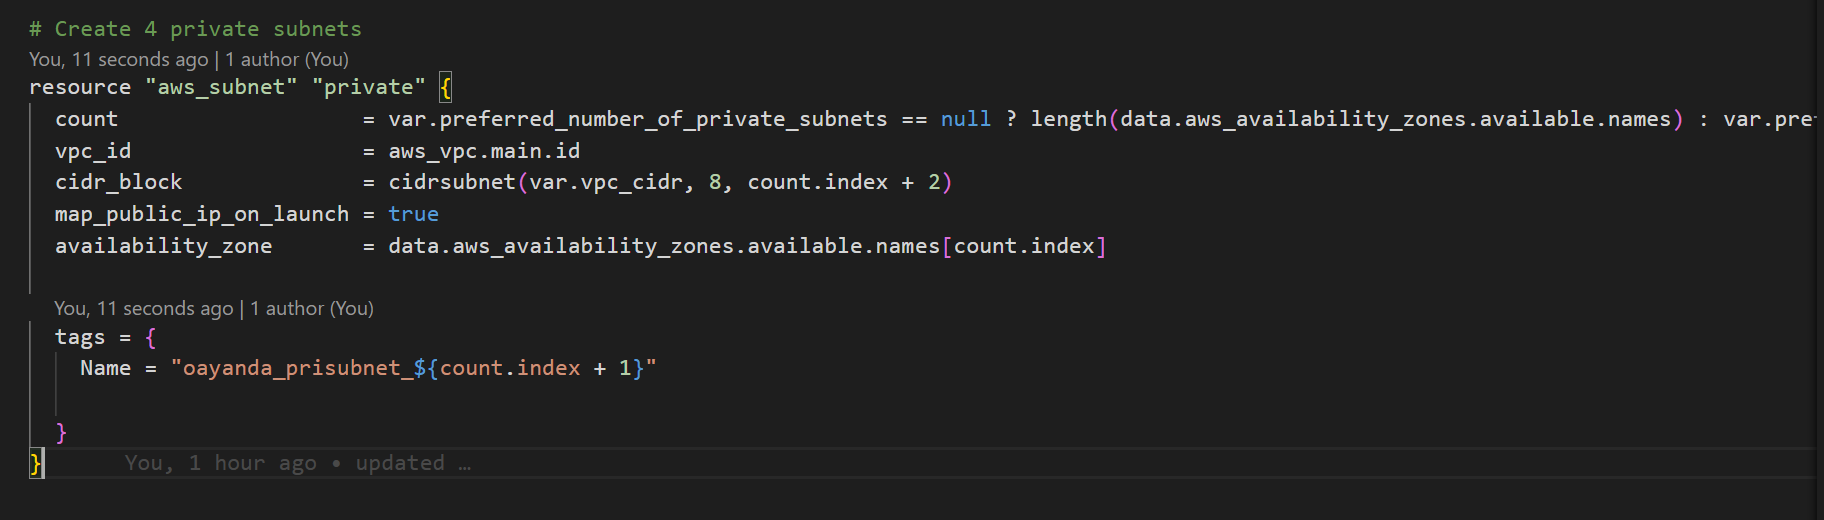 # Create 4 private subnets
You, 11 seconds ago | 1 author (You)
resource "aws_subnet" "private" {
  count                   = var.preferred_number_of_private_subnets == null ? length(data.aws_availability_zones.available.names) : var.pre
  vpc_id                  = aws_vpc.main.id
  cidr_block              = cidrsubnet(var.vpc_cidr, 8, count.index + 2)
  map_public_ip_on_launch = true
  availability_zone       = data.aws_availability_zones.available.names[count.index]
  You, 11 seconds ago | 1 author (You)
  tags = {
    Name = "oayanda_prisubnet_${count.index + 1}"
  }
}      You, 1 hour ago • updated …